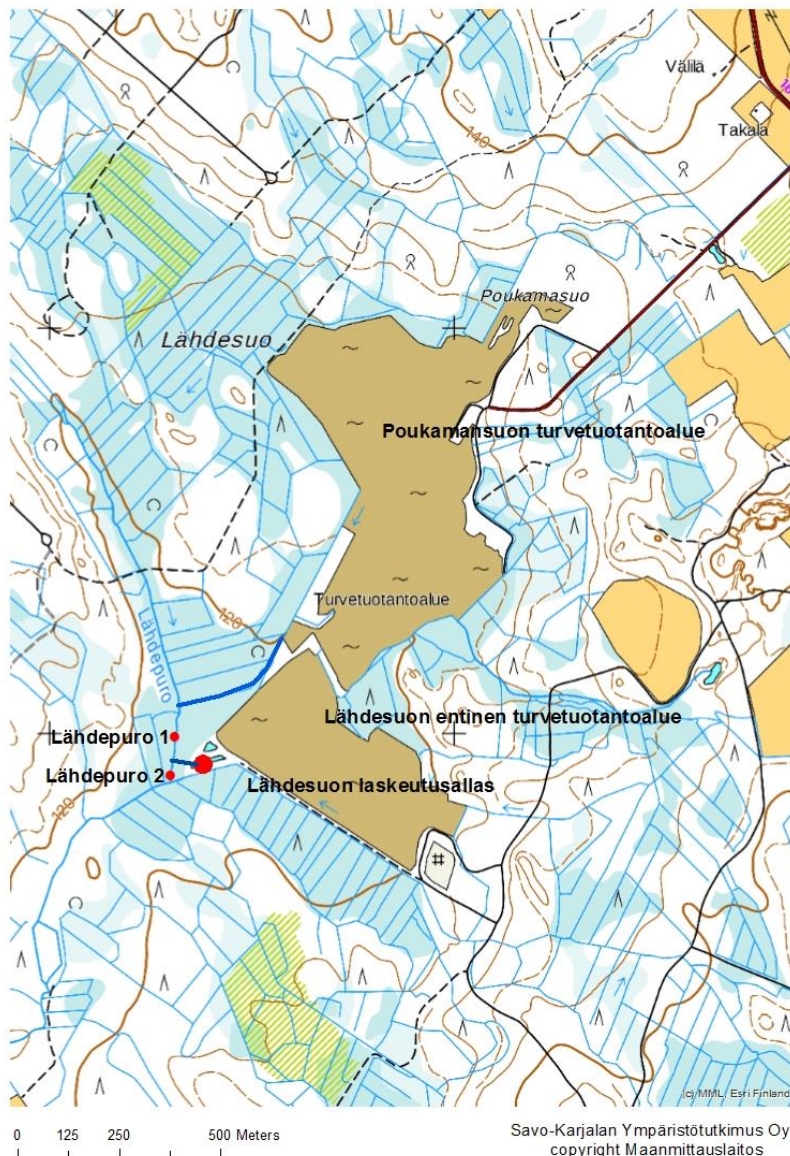 Välilä
Takala
140
Poukamasuo
Lähdesuo
Poukamansuon turvetuotantoalue
Turvetuotantoalue
120
Lähdepuro
Lähdesuon entinen turvetuotantoalue
Lähdepuro 1
Lähdepuro 2
Lähdesuon laskeutusallas
120
(c) MML, Esri Finland
0 125 250 500 Meters
Savo-Karjalan Ympäristötutkimus Oy
copyright Maanmittauslaitos